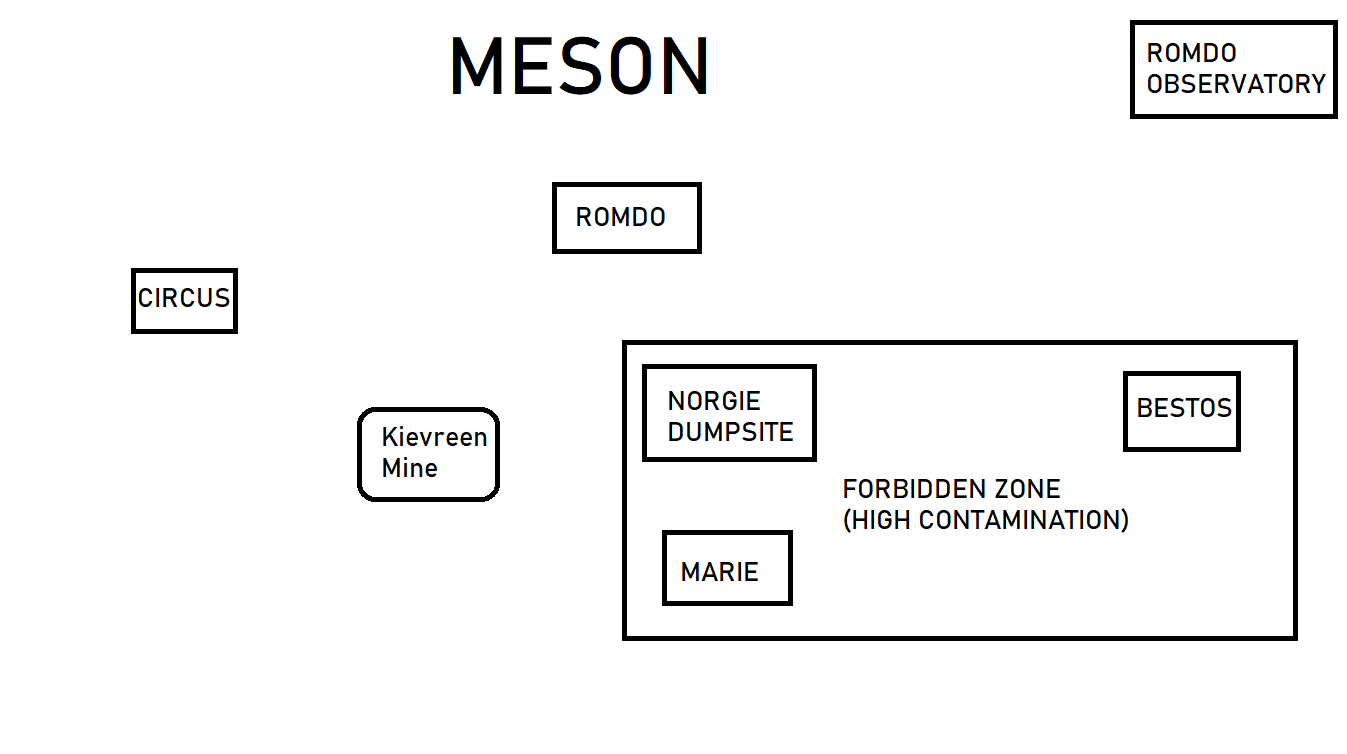 MESON
ROMDO
OBSERVATORY
ROMDO
CIRCUS
NORGIE
DUMPSITE
BESTOS
Kievreen
Mine
FORBIDDEN ZONE
(HIGH CONTAMINATION)
MARIE